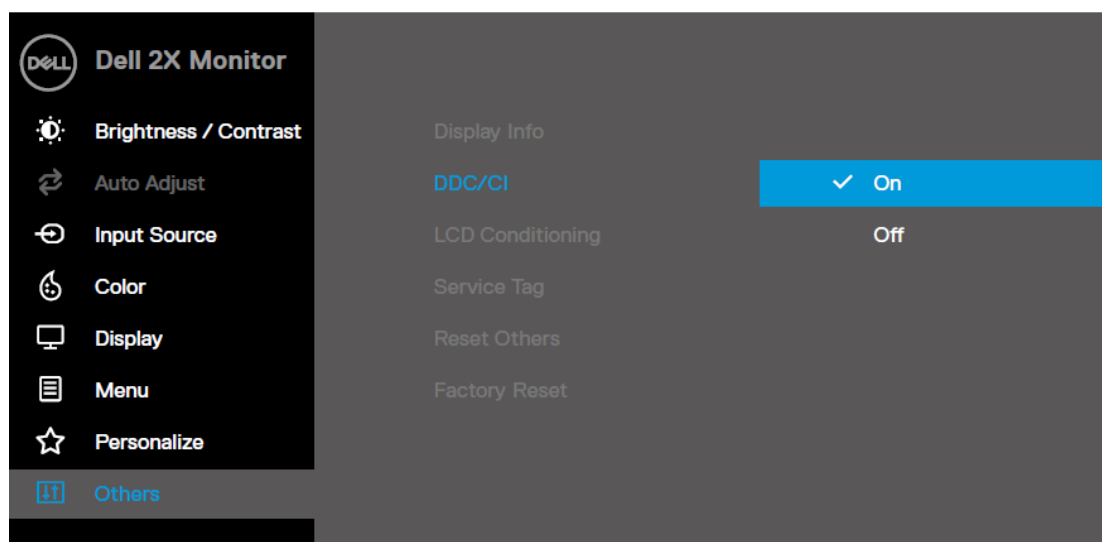 DELL
Dell 2X Monitor
Brightness / Contrast
Display Info
Auto Adjust
DDC/CI
On
Input Source
LCD Conditioning
Off
Color
Service Tag
Display
Reset Others
Menu
Factory Reset
Personalize
Others